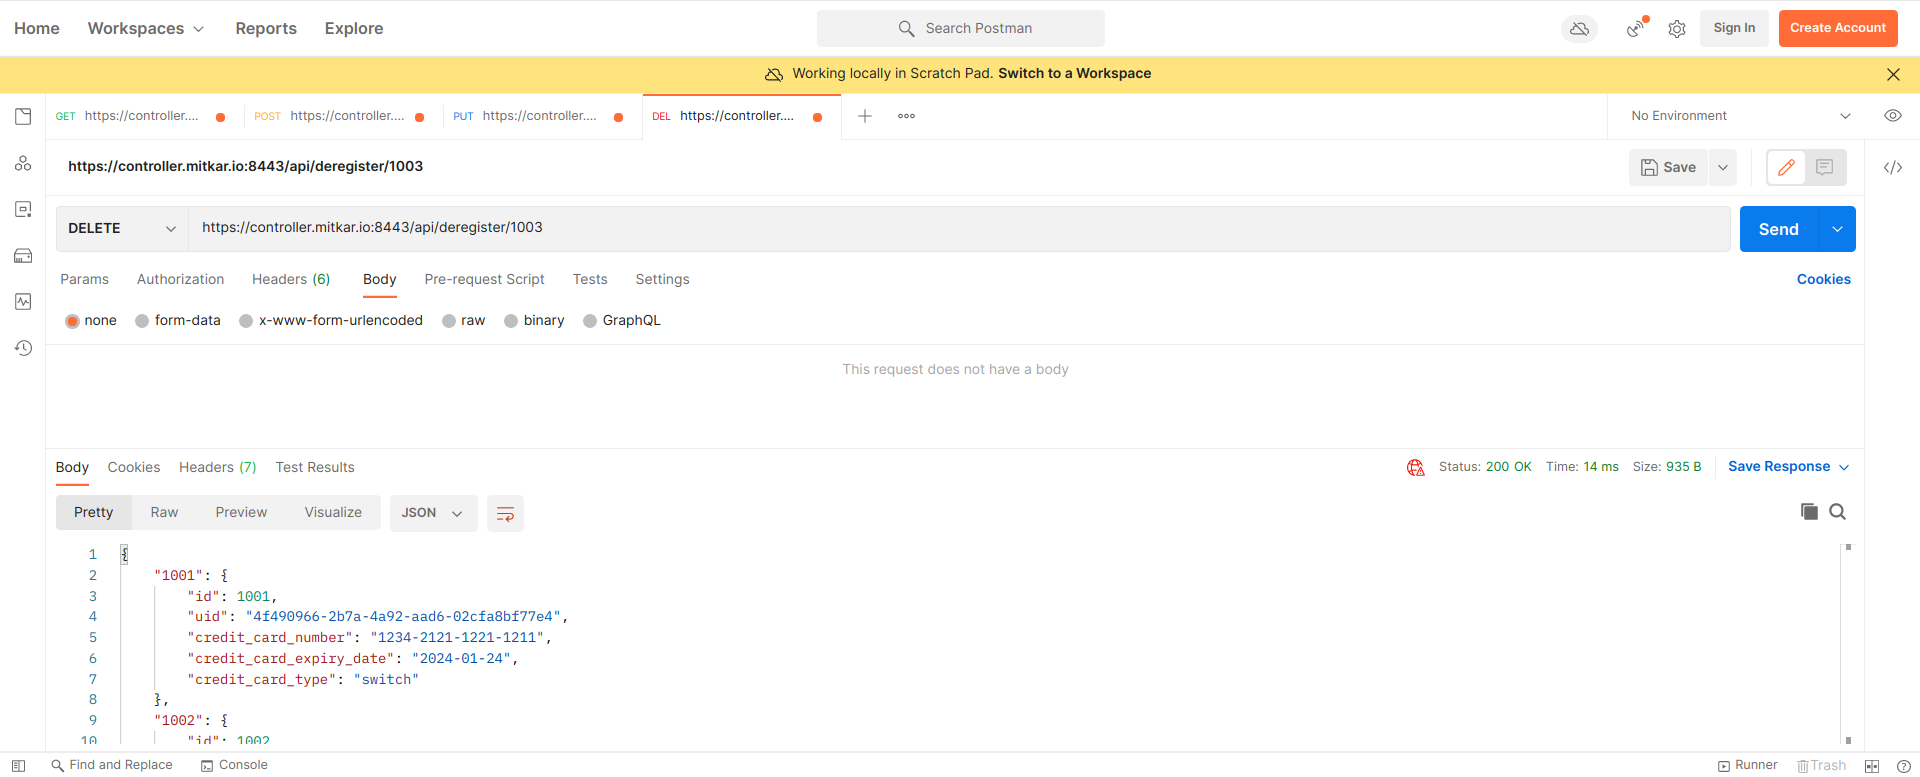 Home Workspaces Reports Explore Search Postman Sign In Create Account
Working locally in Scratch Pad. Switch to a Workspace
GET https://controller.... POST https://controller.... PUT https://controller.... DEL https://controller.... No Environment
https://controller.mitkar.io:8443/api/deregister/1003 Save
DELETE https://controller.mitkar.io:8443/api/deregister/1003 Send
Params Authorization Headers (6) Body Pre-request Script Tests Settings Cookies
none form-data x-www-form-urlencoded raw binary GraphQL
This request does not have a body
Body Cookies Headers (7) Test Results Status: 200 OK Time: 14 ms Size: 935 B Save Response
Pretty Raw Preview Visualize JSON
1 {
2 "1001": {
3 "id": 1001,
4 "uid": "4f490966-2b7a-4a92-aad6-02cfa8bf77e4",
5 "credit_card_number": "1234-2121-1221-1211",
6 "credit_card_expiry_date": "2024-01-24",
7 "credit_card_type": "switch"
8 },
9 "1002": {
10 "id": 1002
Find and Replace Console Runner Trash